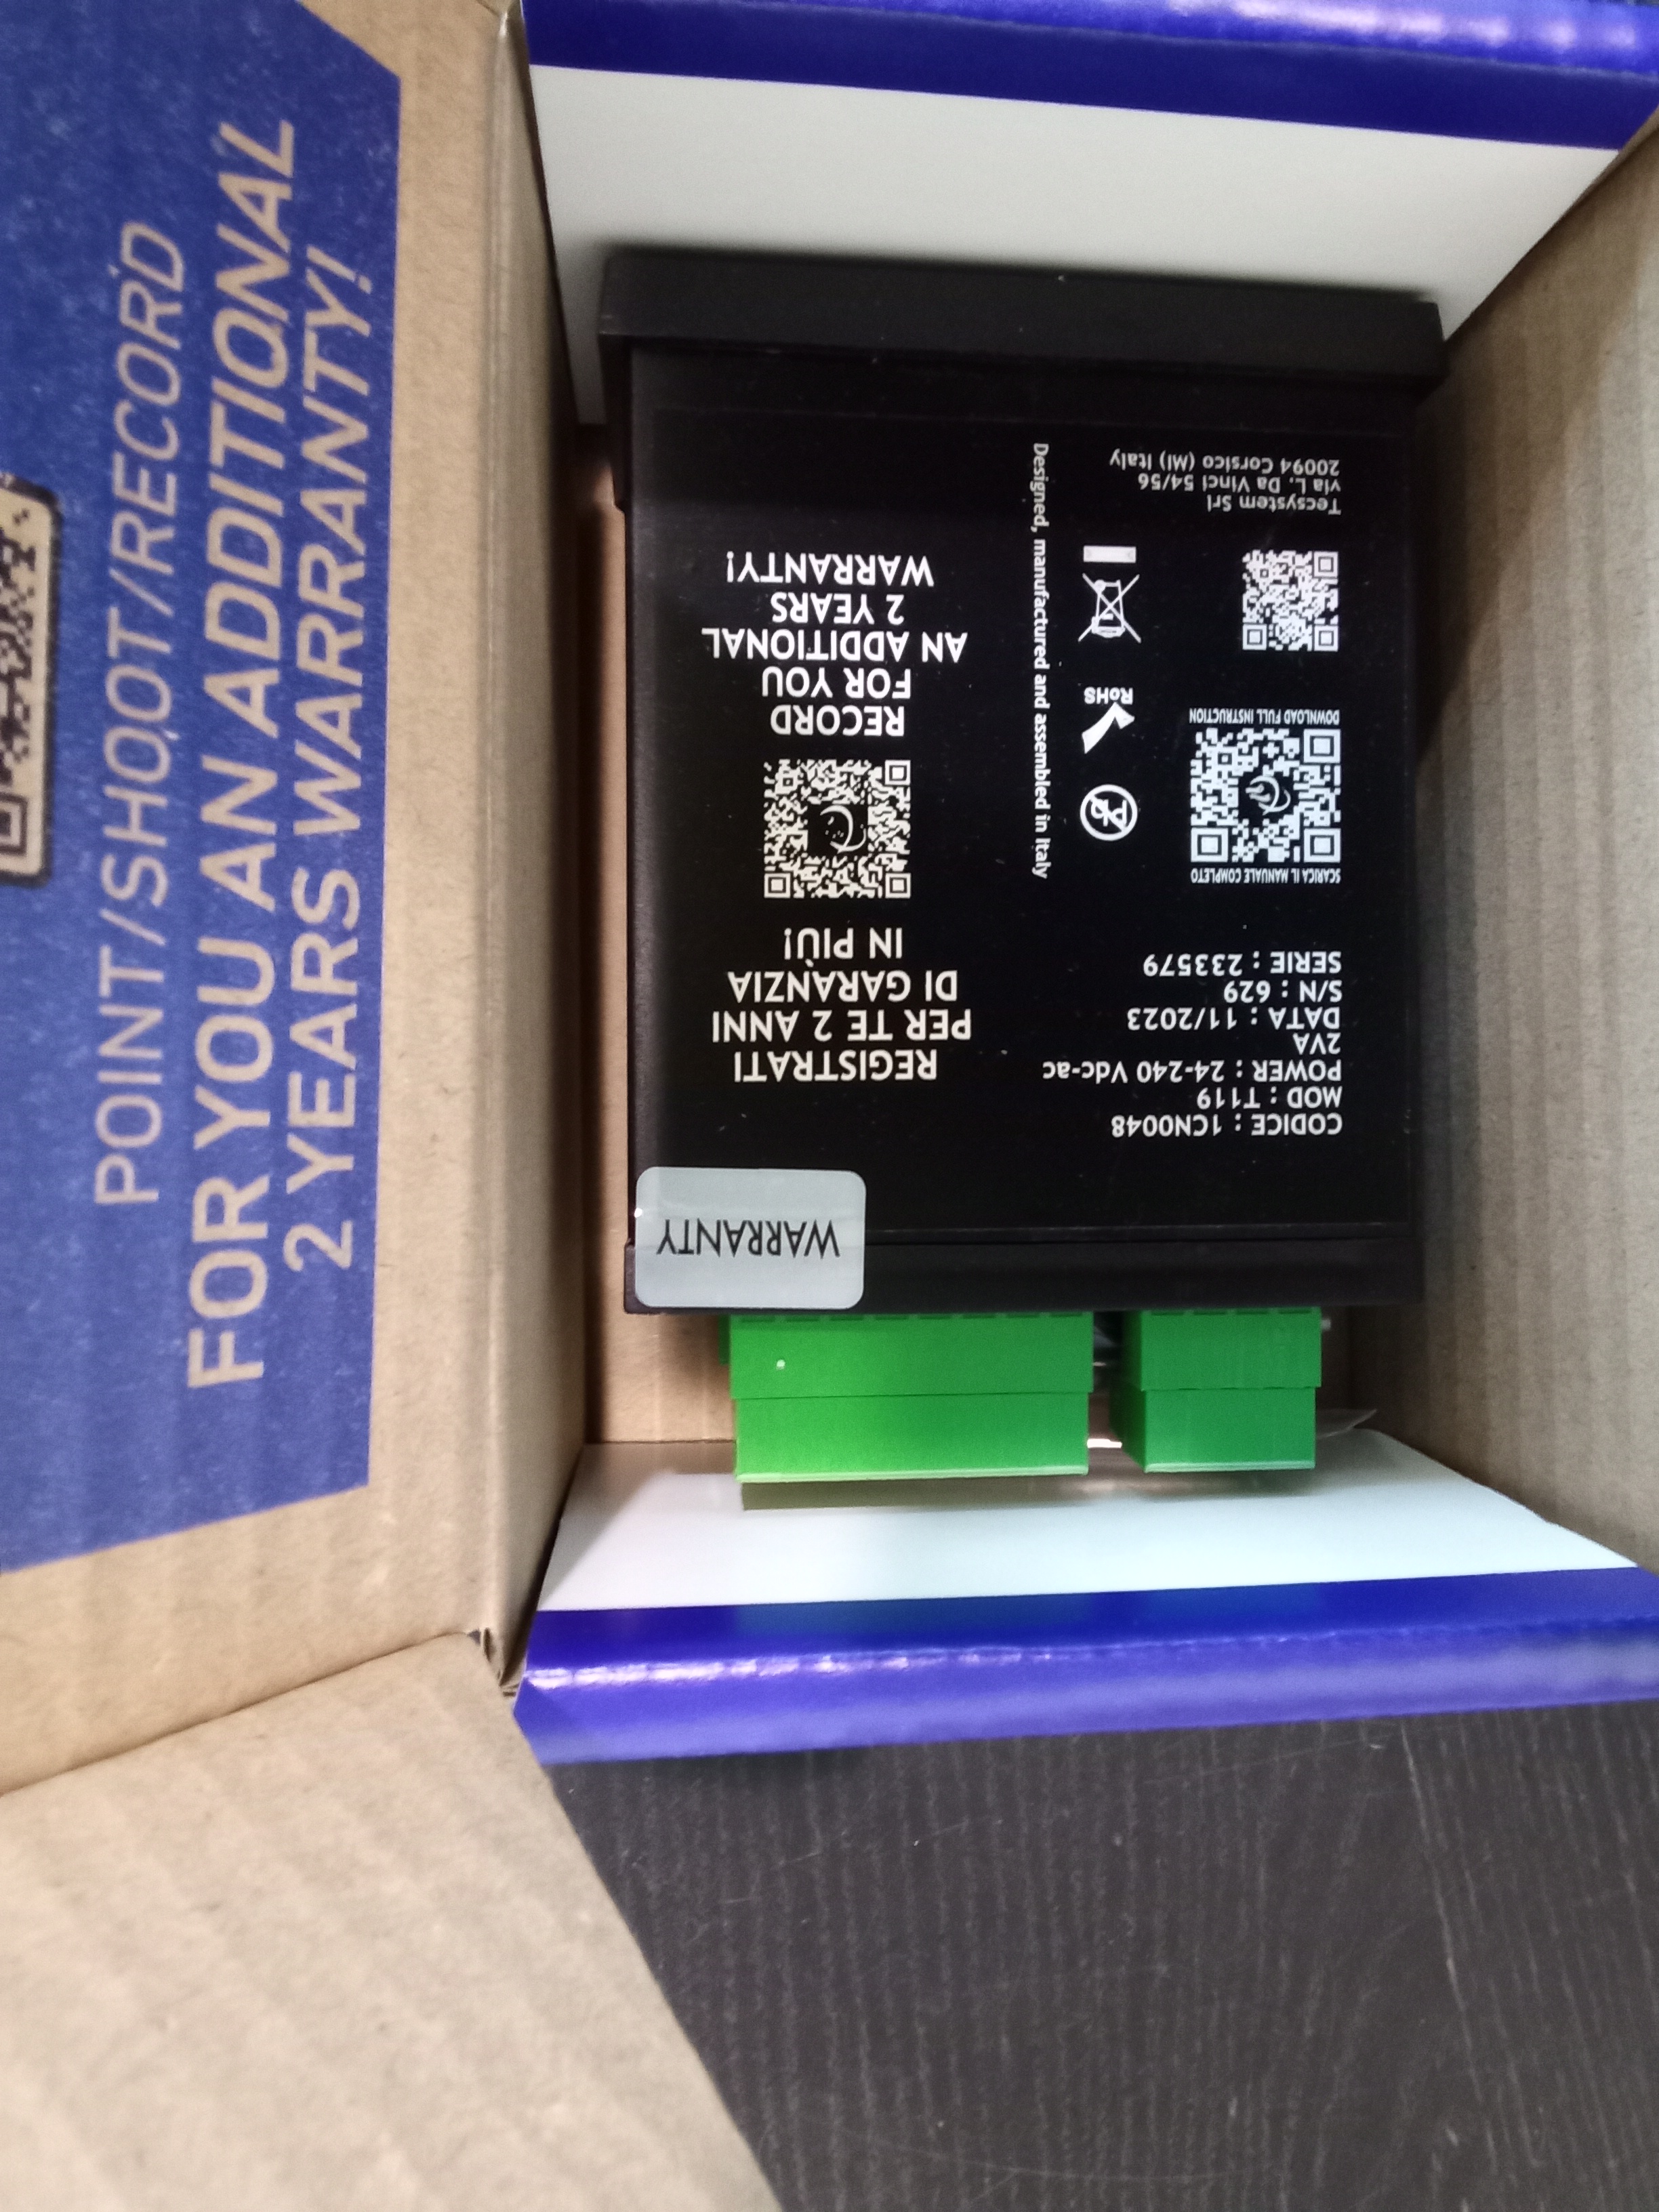 POINT/SHOOT/RECORD
FOR YOU AN ADDITIONAL
2 YEARS WARRANTY!
WARRANTY
CODICE : 1CN0048
MOD : T119
POWER : 24-240 Vdc-ac
2VA
DATA : 11/2023
S/N : 629
SERIE : 233579
REGISTRATI
PER TE 2 ANNI
DI GARANZIA
IN PIÙ!
RECORD
FOR YOU
AN ADDITIONAL
2 YEARS
WARRANTY!
SCARICA IL MANUALE COMPLETO
DOWNLOAD FULL INSTRUCTION
Pb
RoHS
Designed, manufactured and assembled in Italy
Tecsystem Srl
via L. Da Vinci 54/56
20094 Corsico (MI) Italy